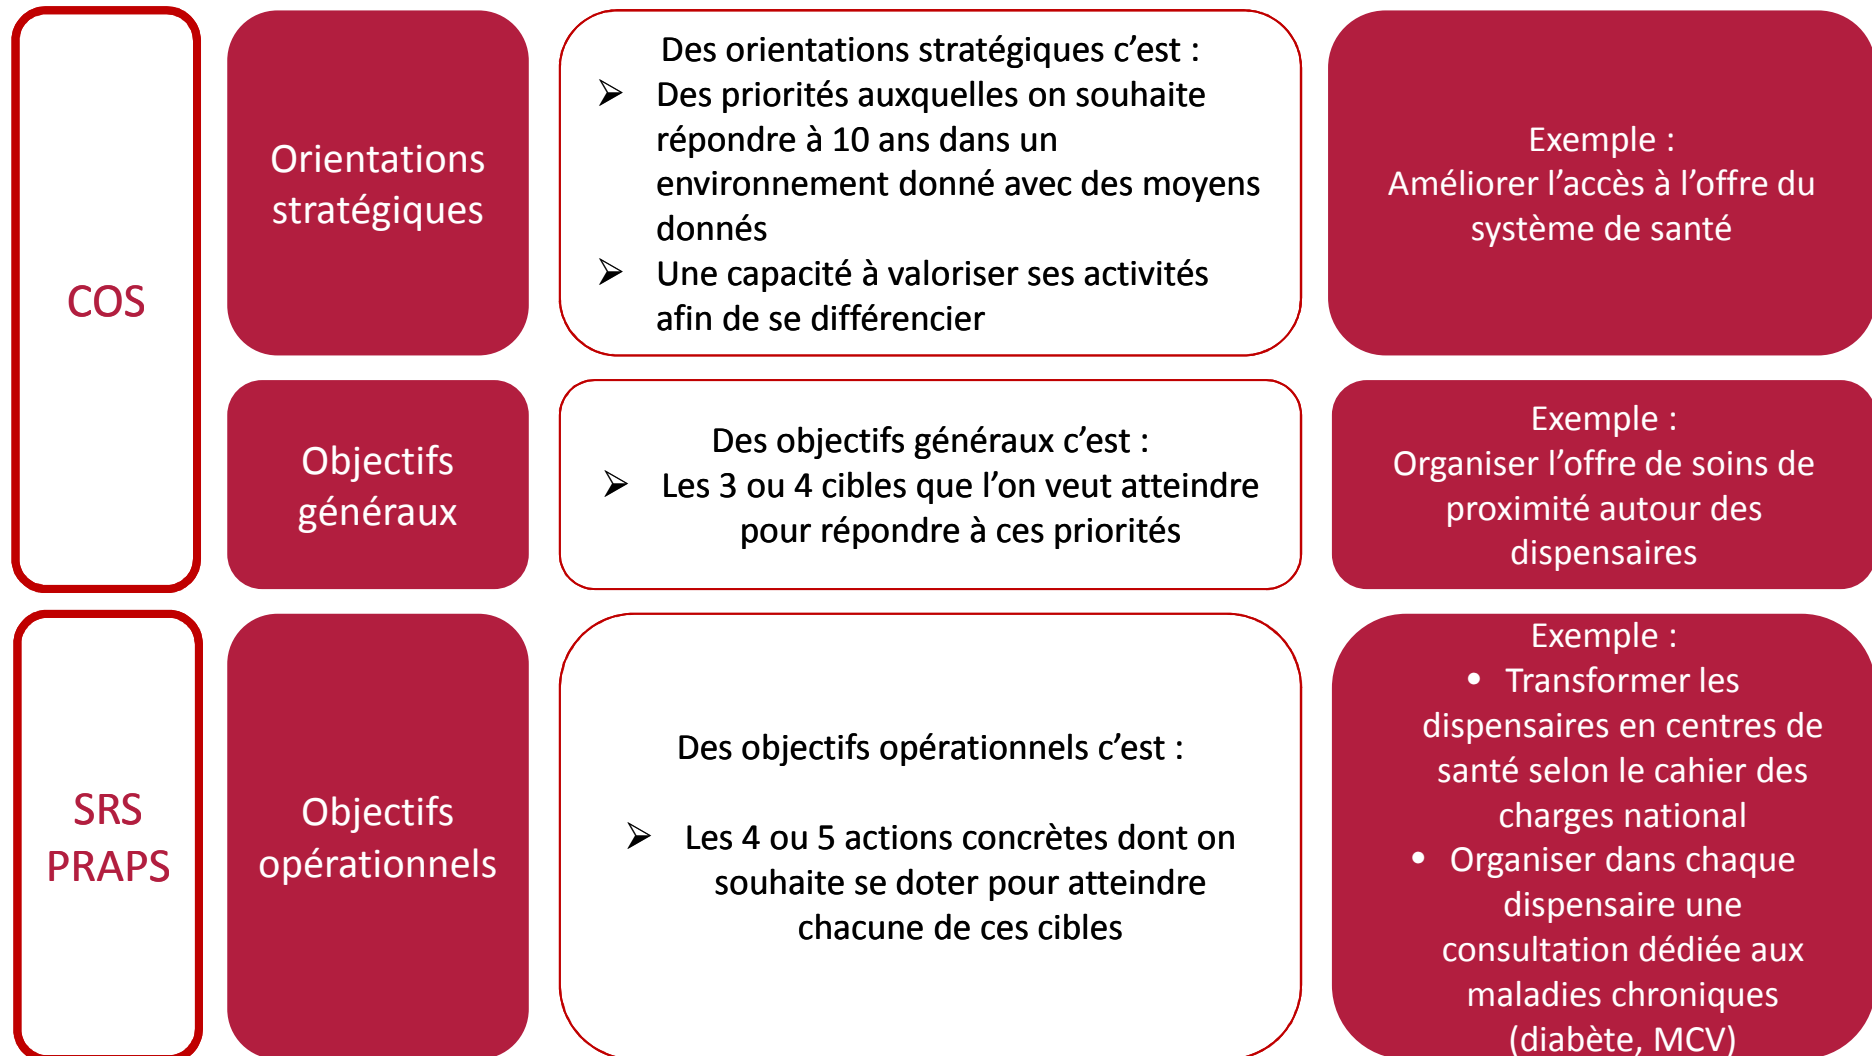 COS
Orientations
stratégiques
Des orientations stratégiques c’est :
➢ Des priorités auxquelles on souhaite
répondre à 10 ans dans un
environnement donné avec des moyens
donnés
➢ Une capacité à valoriser ses activités
afin de se différencier
Exemple :
Améliorer l’accès à l’offre du
système de santé
Objectifs
généraux
Des objectifs généraux c’est :
➢ Les 3 ou 4 cibles que l’on veut atteindre
pour répondre à ces priorités
Exemple :
Organiser l’offre de soins de
proximité autour des
dispensaires
SRS
PRAPS
Objectifs
opérationnels
Des objectifs opérationnels c’est :
➢ Les 4 ou 5 actions concrètes dont on
souhaite se doter pour atteindre
chacune de ces cibles
Exemple :
• Transformer les
dispensaires en centres de
santé selon le cahier des
charges national
• Organiser dans chaque
dispensaire une
consultation dédiée aux
maladies chroniques
(diabète, MCV)